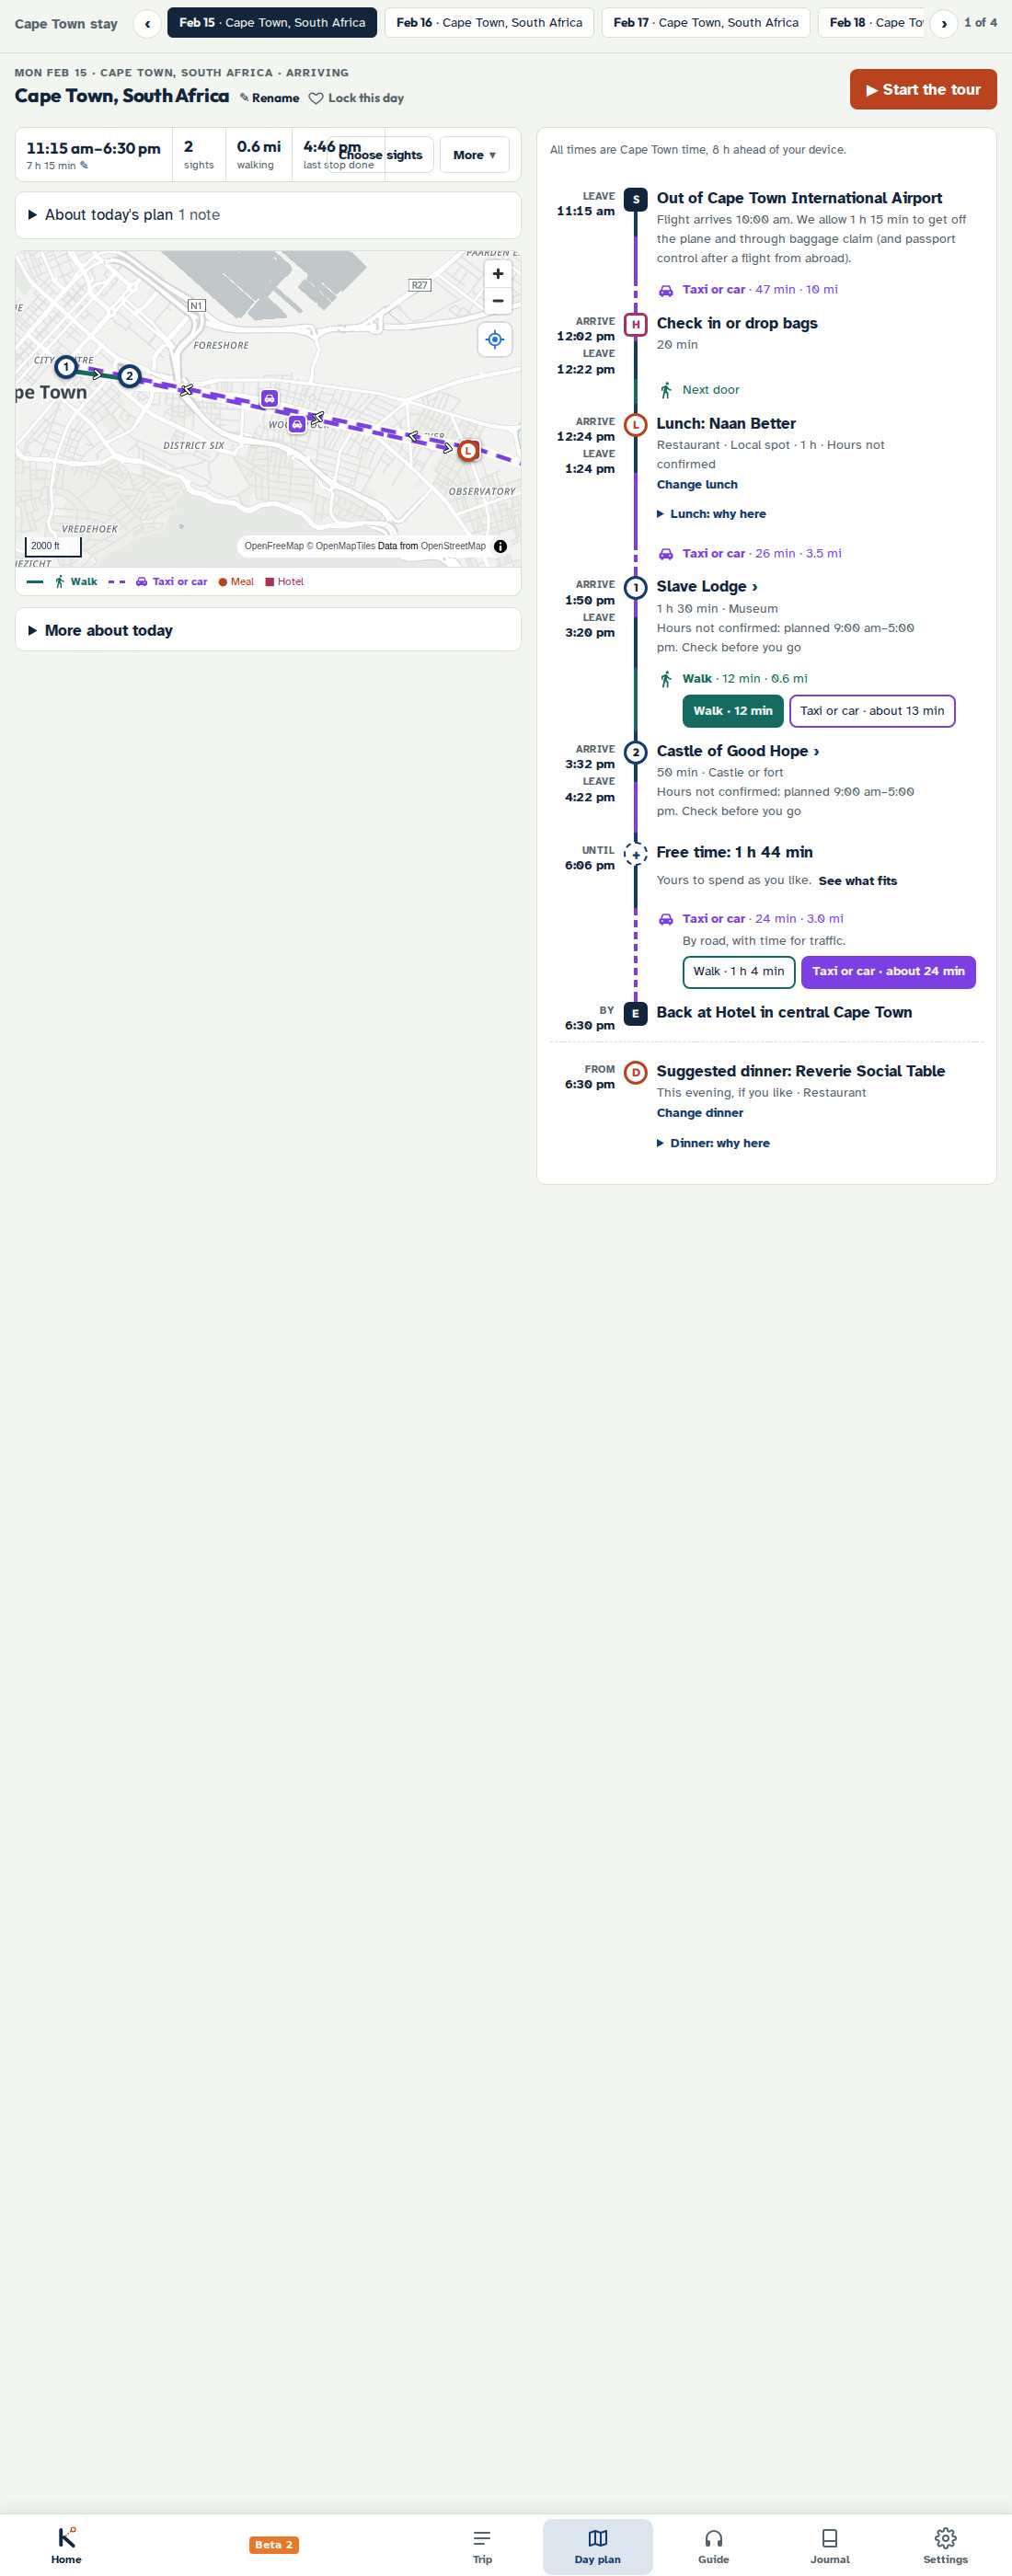 Cape Town stay
‹
Feb 15 · Cape Town, South Africa
Feb 16 · Cape Town, South Africa
Feb 17 · Cape Town, South Africa
Feb 18 · Cape To
›
1 of 4
MON FEB 15 · CAPE TOWN, SOUTH AFRICA · ARRIVING
Cape Town, South Africa
✎ Rename
Lock this day
▶ Start the tour
11:15 am–6:30 pm
7 h 15 min ✎
2
sights
0.6 mi
walking
4:46 pm
last stop done
Choose sights
More ▾
▶ About today's plan 1 note
PAARDEN E
R27
N1
FORESHORE
CITY
TRE
1
2
pe Town
DISTRICT SIX
L
OBSERVATORY
VREDEHOEK
2000 ft
EZICHT
+
−
OpenFreeMap © OpenMapTiles Data from OpenStreetMap
Walk
Taxi or car
Meal
Hotel
▶ More about today
All times are Cape Town time, 8 h ahead of your device.
LEAVE
11:15 am
S
Out of Cape Town International Airport
Flight arrives 10:00 am. We allow 1 h 15 min to get off
the plane and through baggage claim (and passport
control after a flight from abroad).
Taxi or car · 47 min · 10 mi
ARRIVE
12:02 pm
LEAVE
12:22 pm
H
Check in or drop bags
20 min
Next door
ARRIVE
12:24 pm
LEAVE
1:24 pm
L
Lunch: Naan Better
Restaurant · Local spot · 1 h · Hours not
confirmed
Change lunch
▶ Lunch: why here
Taxi or car · 26 min · 3.5 mi
ARRIVE
1:50 pm
LEAVE
3:20 pm
1
Slave Lodge ›
1 h 30 min · Museum
Hours not confirmed: planned 9:00 am–5:00
pm. Check before you go
Walk · 12 min · 0.6 mi
Walk · 12 min
Taxi or car · about 13 min
ARRIVE
3:32 pm
LEAVE
4:22 pm
2
Castle of Good Hope ›
50 min · Castle or fort
Hours not confirmed: planned 9:00 am–5:00
pm. Check before you go
UNTIL
6:06 pm
+
Free time: 1 h 44 min
Yours to spend as you like. See what fits
Taxi or car · 24 min · 3.0 mi
By road, with time for traffic.
Walk · 1 h 4 min
Taxi or car · about 24 min
BY
6:30 pm
E
Back at Hotel in central Cape Town
FROM
6:30 pm
D
Suggested dinner: Reverie Social Table
This evening, if you like · Restaurant
Change dinner
▶ Dinner: why here
Home
Beta 2
Trip
Day plan
Guide
Journal
Settings